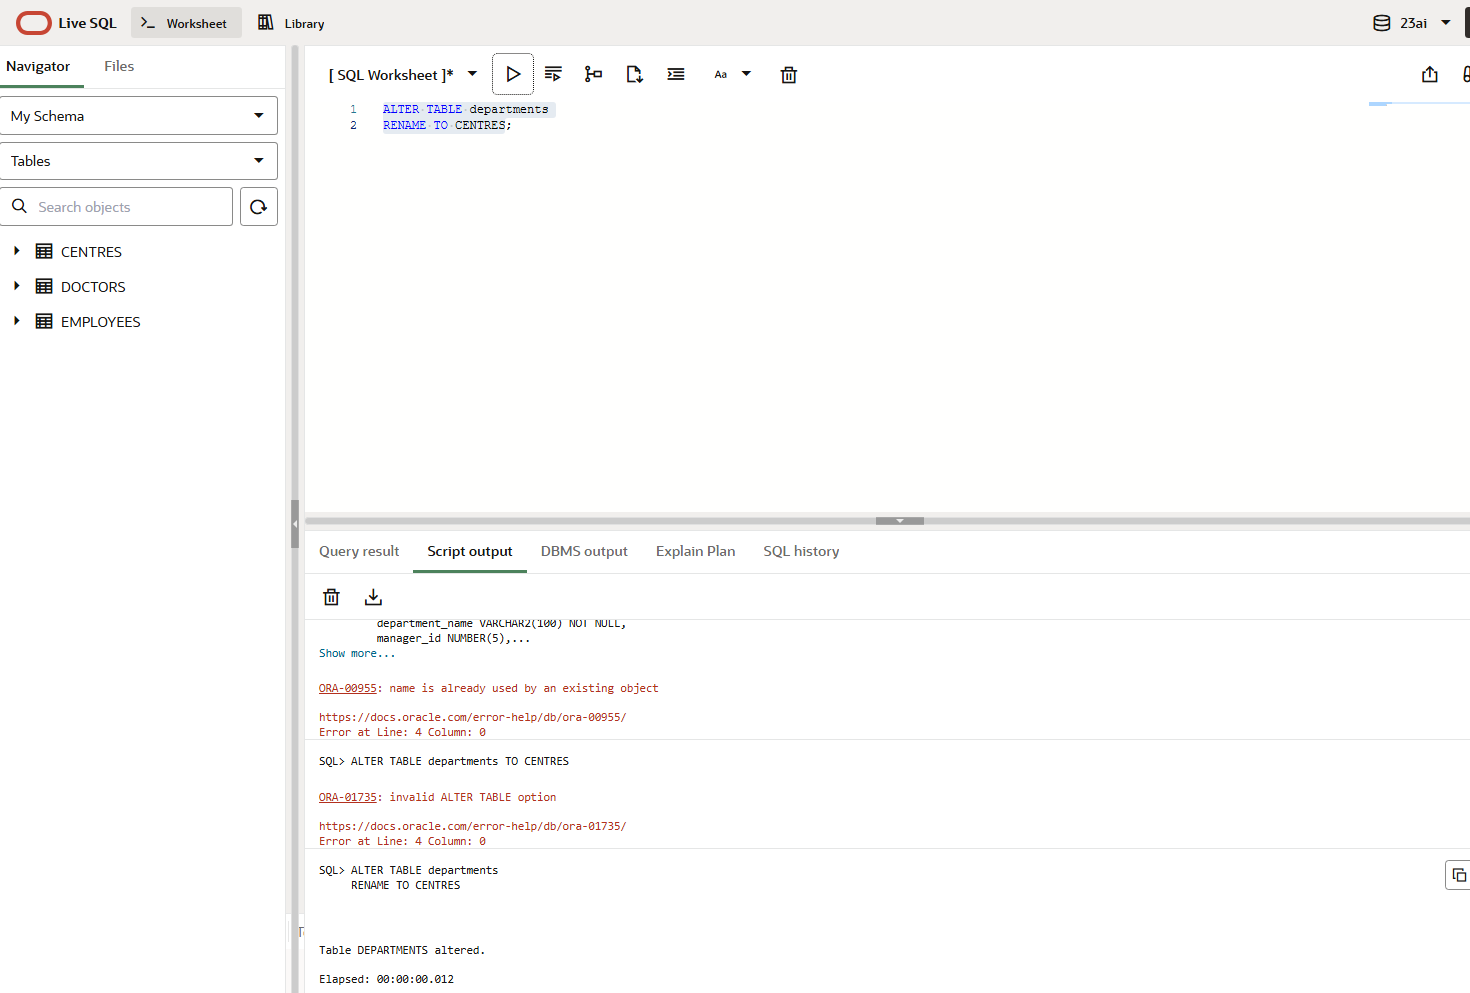 Live SQL
Worksheet
Library
23ai
Navigator
Files
[ SQL Worksheet ]*
Aa
My Schema
1 ALTER TABLE departments
2 RENAME TO CENTRES;
Tables
Search objects
CENTRES
DOCTORS
EMPLOYEES
Query result
Script output
DBMS output
Explain Plan
SQL history
department_name VARCHAR2(100) NOT NULL,
manager_id NUMBER(5),...
Show more...
ORA-00955: name is already used by an existing object
https://docs.oracle.com/error-help/db/ora-00955/
Error at Line: 4 Column: 0
SQL> ALTER TABLE departments TO CENTRES
ORA-01735: invalid ALTER TABLE option
https://docs.oracle.com/error-help/db/ora-01735/
Error at Line: 4 Column: 0
SQL> ALTER TABLE departments
RENAME TO CENTRES
Table DEPARTMENTS altered.
Elapsed: 00:00:00.012